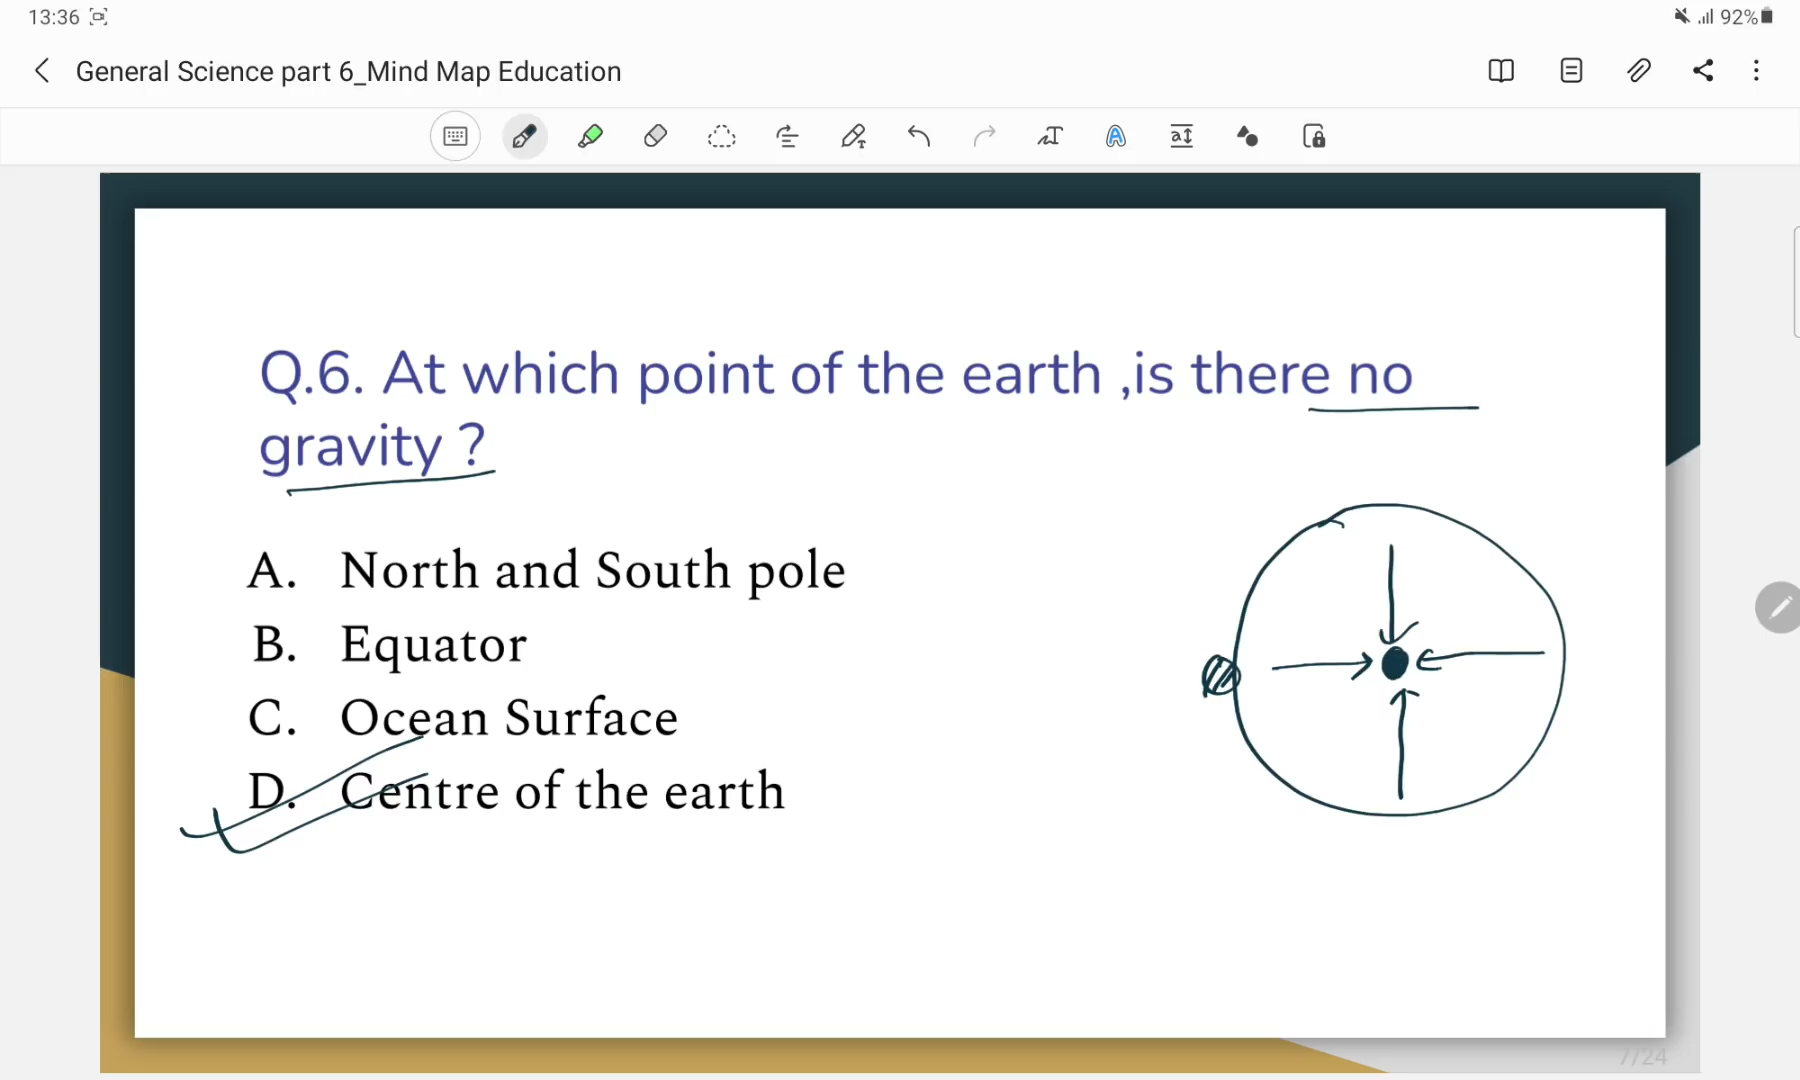 13:36
92%
General Science part 6_Mind Map Education
Q.6. At which point of the earth ,is there no
gravity ?
A. North and South pole
B. Equator
C. Ocean Surface
D. Centre of the earth
7/24